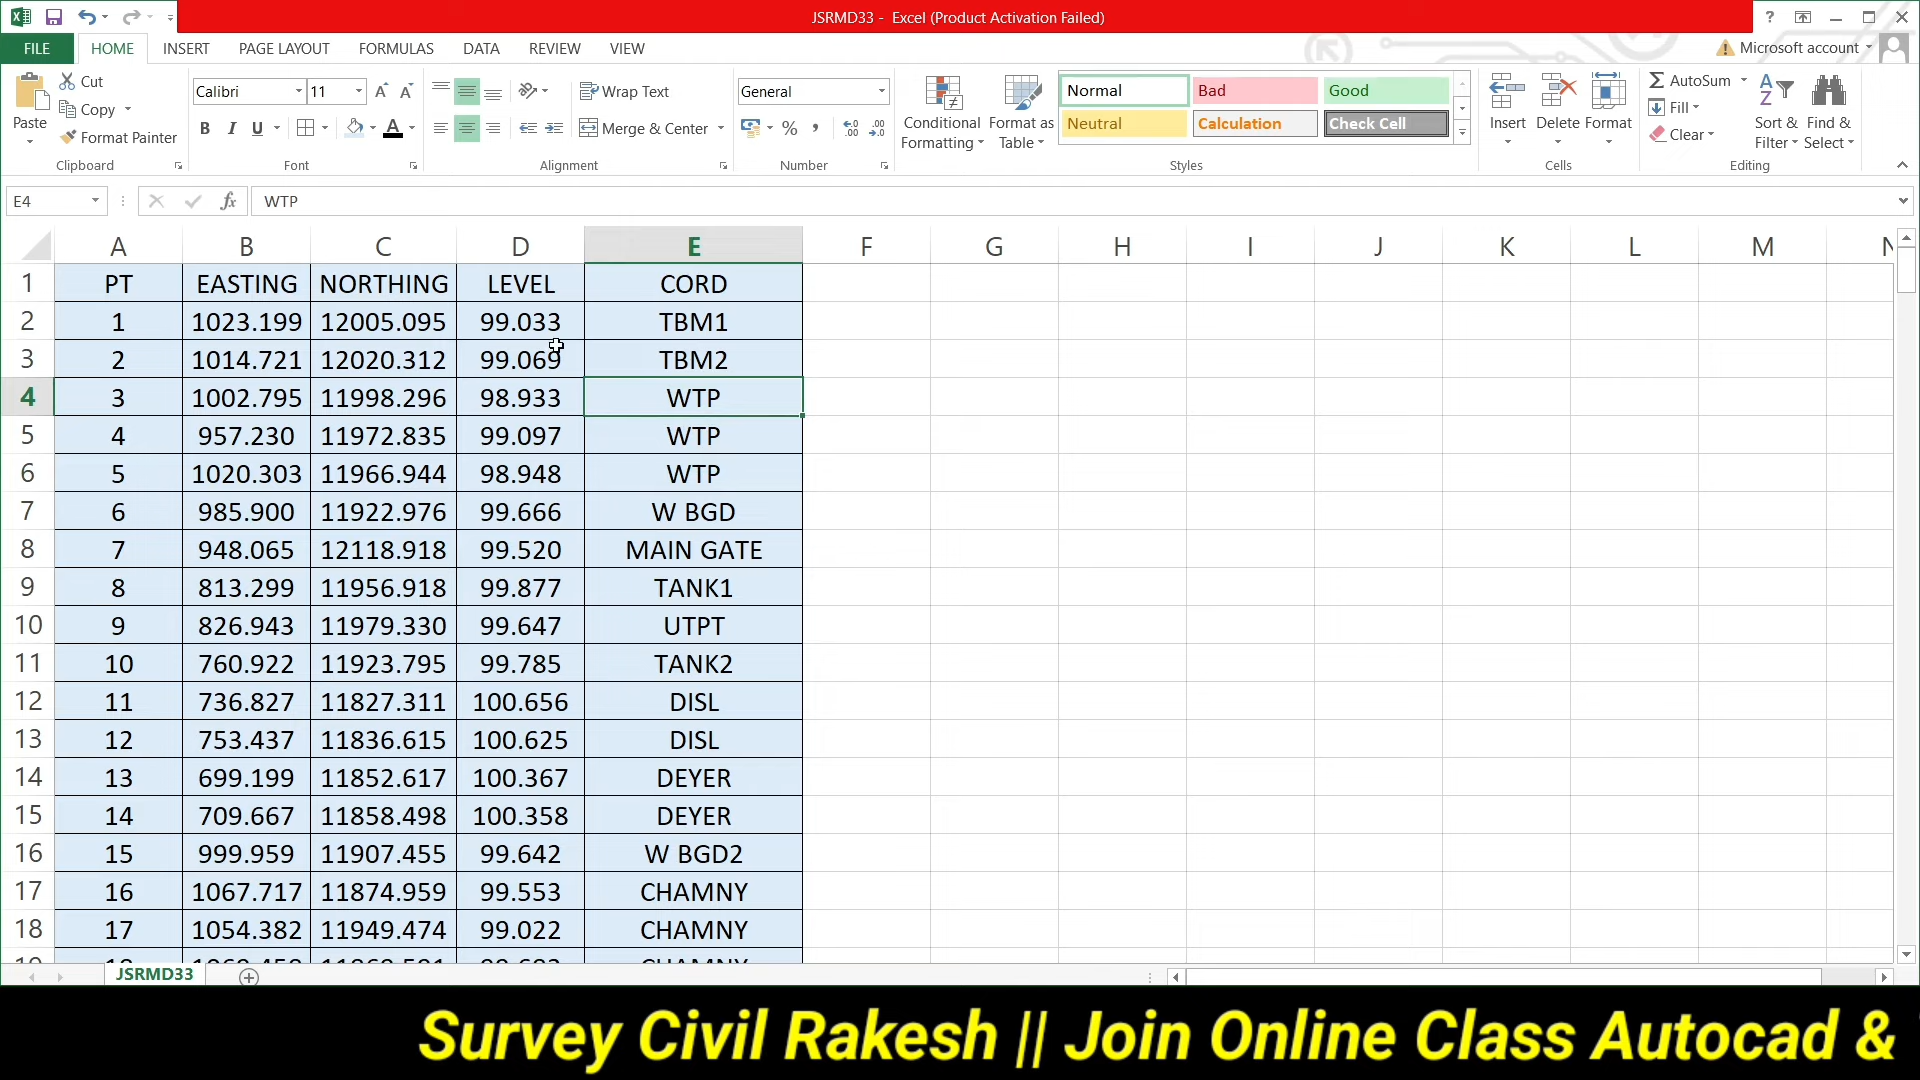 JSRMD33 - Excel (Product Activation Failed)
FILE HOME INSERT PAGE LAYOUT FORMULAS DATA REVIEW VIEW Microsoft account
Paste Cut Copy Format Painter Clipboard
Calibri 11 B I U A Font
Wrap Text Merge & Center Alignment
General % Number
Conditional Formatting Format as Table Normal Bad Good Neutral Calculation Check Cell Styles
Insert Delete Format Cells
AutoSum Fill Clear Sort & Filter Find & Select Editing
E4 fx WTP
A B C D E F G H I J K L M N
1 PT EASTING NORTHING LEVEL CORD
2 1 1023.199 12005.095 99.033 TBM1
3 2 1014.721 12020.312 99.069 TBM2
4 3 1002.795 11998.296 98.933 WTP
5 4 957.230 11972.835 99.097 WTP
6 5 1020.303 11966.944 98.948 WTP
7 6 985.900 11922.976 99.666 W BGD
8 7 948.065 12118.918 99.520 MAIN GATE
9 8 813.299 11956.918 99.877 TANK1
10 9 826.943 11979.330 99.647 UTPT
11 10 760.922 11923.795 99.785 TANK2
12 11 736.827 11827.311 100.656 DISL
13 12 753.437 11836.615 100.625 DISL
14 13 699.199 11852.617 100.367 DEYER
15 14 709.667 11858.498 100.358 DEYER
16 15 999.959 11907.455 99.642 W BGD2
17 16 1067.717 11874.959 99.553 CHAMNY
18 17 1054.382 11949.474 99.022 CHAMNY
JSRMD33
Survey Civil Rakesh || Join Online Class Autocad &